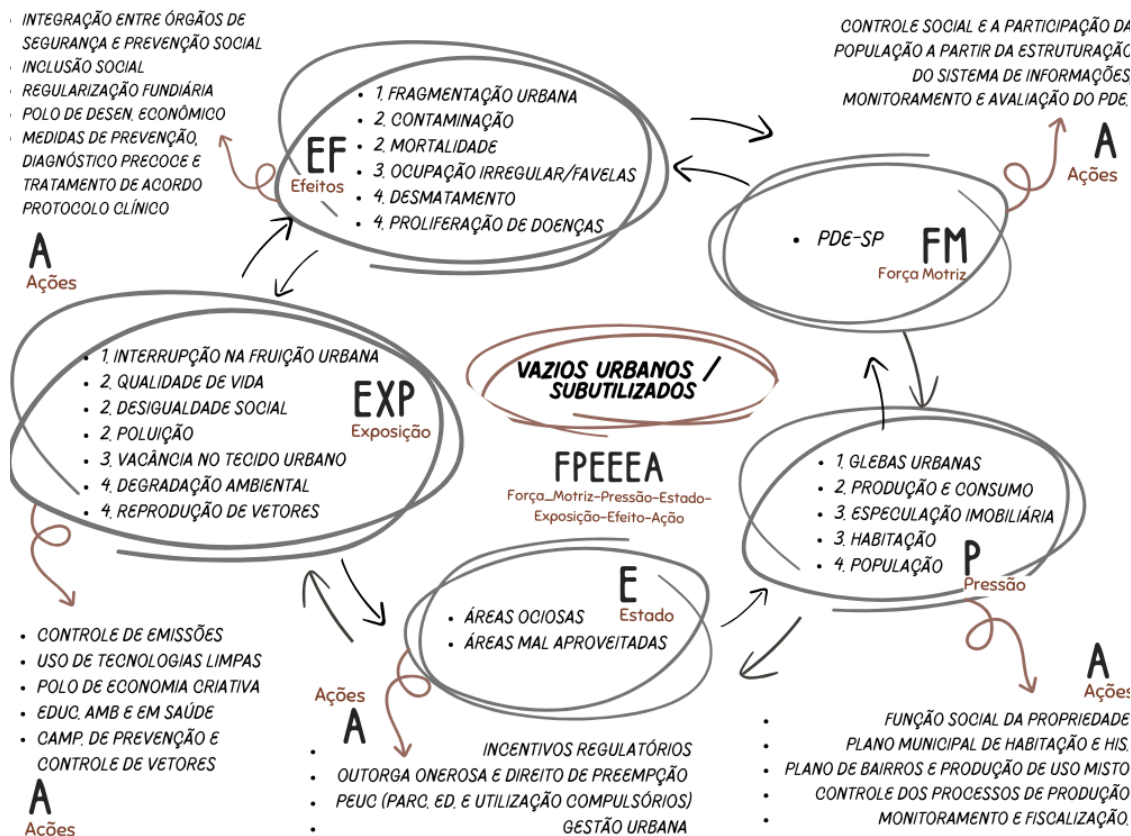 • INTEGRAÇÃO ENTRE ÓRGÃOS DE
SEGURANÇA E PREVENÇÃO SOCIAL
• INCLUSÃO SOCIAL
• REGULARIZAÇÃO FUNDIÁRIA
• POLO DE DESEN. ECONÔMICO
• MEDIDAS DE PREVENÇÃO,
DIAGNÓSTICO PRECOCE E
TRATAMENTO DE ACORDO
PROTOCOLO CLÍNICO
A
Ações
• 1. FRAGMENTAÇÃO URBANA
• 2. CONTAMINAÇÃO
• 2. MORTALIDADE
• 3. OCUPAÇÃO IRREGULAR/FAVELAS
• 4. DESMATAMENTO
• 4. PROLIFERAÇÃO DE DOENÇAS
EF
Efeitos
CONTROLE SOCIAL E A PARTICIPAÇÃO DA
POPULAÇÃO A PARTIR DA ESTRUTURAÇÃO
DO SISTEMA DE INFORMAÇÕES,
MONITORAMENTO E AVALIAÇÃO DO PDE.
A
Ações
• PDE-SP
FM
Força Motriz
• 1. INTERRUPÇÃO NA FRUIÇÃO URBANA
• 2. QUALIDADE DE VIDA
• 2. DESIGUALDADE SOCIAL
• 2. POLUIÇÃO
• 3. VACÂNCIA NO TECIDO URBANO
• 4. DEGRADAÇÃO AMBIENTAL
• 4. REPRODUÇÃO DE VETORES
EXP
Exposição
VAZIOS URBANOS /
SUBUTILIZADOS
FPEEEA
Força_Motriz-Pressão-Estado-
Exposição-Efeito-Ação
• 1. GLEBAS URBANAS
• 2. PRODUÇÃO E CONSUMO
• 3. ESPECULAÇÃO IMOBILIÁRIA
• 3. HABITAÇÃO
• 4. POPULAÇÃO
P
Pressão
E
Estado
• ÁREAS OCIOSAS
• ÁREAS MAL APROVEITADAS
• CONTROLE DE EMISSÕES
• USO DE TECNOLOGIAS LIMPAS
• POLO DE ECONOMIA CRIATIVA
• EDUC. AMB E EM SAÚDE
• CAMP. DE PREVENÇÃO E
CONTROLE DE VETORES
A
Ações
Ações
A
• INCENTIVOS REGULATÓRIOS
• OUTORGA ONEROSA E DIREITO DE PREEMPÇÃO
• PEUC (PARC. ED. E UTILIZAÇÃO COMPULSÓRIOS)
• GESTÃO URBANA
A
Ações
• FUNÇÃO SOCIAL DA PROPRIEDADE
• PLANO MUNICIPAL DE HABITAÇÃO E HIS.
• PLANO DE BAIRROS E PRODUÇÃO DE USO MISTO
• CONTROLE DOS PROCESSOS DE PRODUÇÃO
• MONITORAMENTO E FISCALIZAÇÃO.